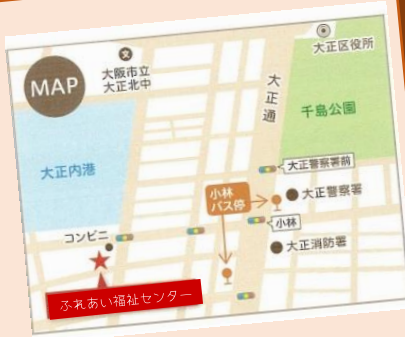 大正区役所
文
大阪市立
大正北中
MAP
大正通
千島公園
大正内港
大正警察署前
小林
バス停
大正警察署
小林
コンビニ
大正消防署
ふれあい福祉センター